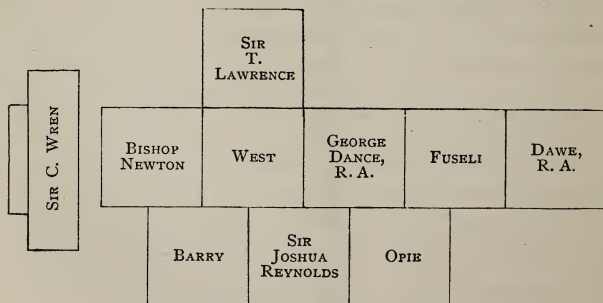 SIR
T.
LAWRENCE
SIR C. WREN
BISHOP
NEWTON
WEST
GEORGE
DANCE,
R. A.
FUSELI
DAWE,
R. A.
BARRY
SIR
JOSHUA
REYNOLDS
OPIE